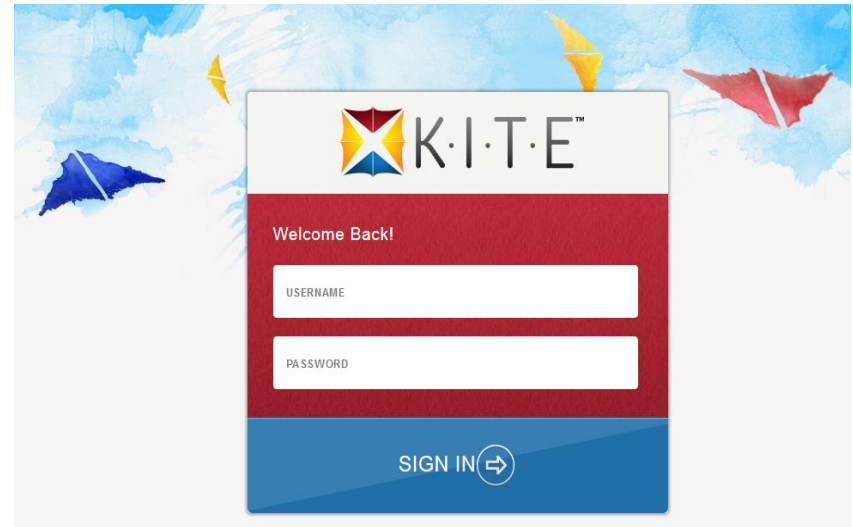 K·I·T·E™
Welcome Back!
USERNAME
PASSWORD
SIGN IN